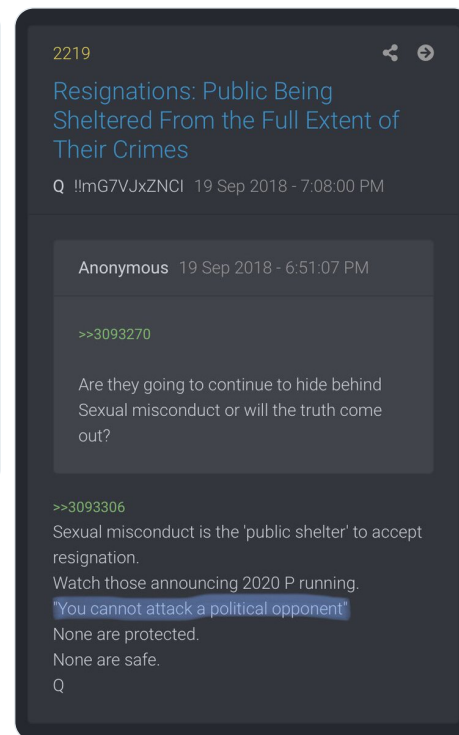 2219
Resignations: Public Being
Sheltered From the Full Extent of
Their Crimes
Q !!mG7VJxZNCI 19 Sep 2018 - 7:08:00 PM
Anonymous 19 Sep 2018 - 6:51:07 PM
>>3093270
Are they going to continue to hide behind
Sexual misconduct or will the truth come
out?
>>3093306
Sexual misconduct is the 'public shelter' to accept
resignation.
Watch those announcing 2020 P running.
"You cannot attack a political opponent"
None are protected.
None are safe.
Q